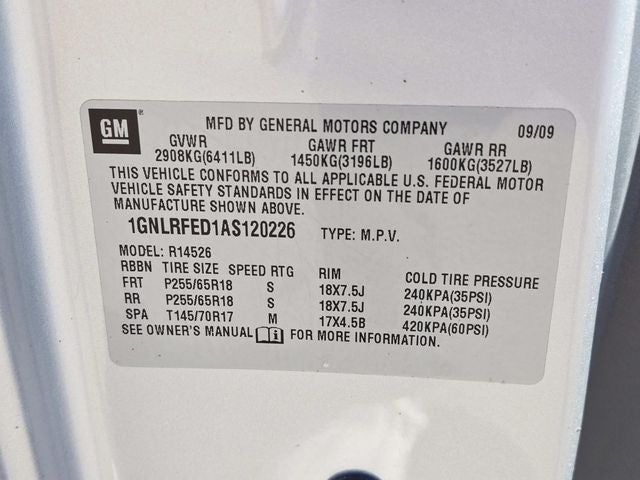 GM ®
MFD BY GENERAL MOTORS COMPANY 09/09
GVWR GAWR FRT GAWR RR
2908KG(6411LB) 1450KG(3196LB) 1600KG(3527LB)
THIS VEHICLE CONFORMS TO ALL APPLICABLE U.S. FEDERAL MOTOR
VEHICLE SAFETY STANDARDS IN EFFECT ON THE DATE OF
MANUFACTURE SHOWN ABOVE.
1GNLRFED1AS120226 TYPE: M.P.V.
MODEL: R14526
RBBN TIRE SIZE SPEED RTG RIM COLD TIRE PRESSURE
FRT P255/65R18 S 18X7.5J 240KPA(35PSI)
RR P255/65R18 S 18X7.5J 240KPA(35PSI)
SPA T145/70R17 M 17X4.5B 420KPA(60PSI)
SEE OWNER'S MANUAL FOR MORE INFORMATION.